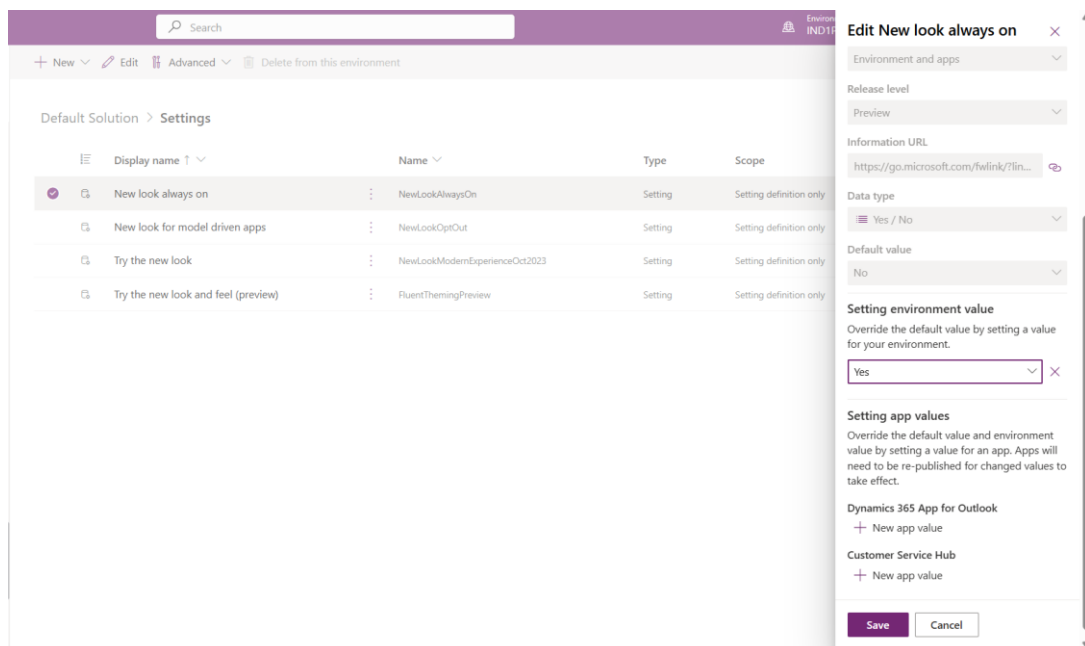 Search
Environ
IND1P
New
Edit
Advanced
Delete from this environment
Default Solution > Settings
Display name ↑
Name
Type
Scope
New look always on
NewLookAlwaysOn
Setting
Setting definition only
New look for model driven apps
NewLookOptOut
Setting
Setting definition only
Try the new look
NewLookModernExperienceOct2023
Setting
Setting definition only
Try the new look and feel (preview)
FluentThemingPreview
Setting
Setting definition only
Edit New look always on
Environment and apps
Release level
Preview
Information URL
https://go.microsoft.com/fwlink/?lin...
Data type
Yes / No
Default value
No
Setting environment value
Override the default value by setting a value
for your environment.
Yes
Setting app values
Override the default value and environment
value by setting a value for an app. Apps will
need to be re-published for changed values to
take effect.
Dynamics 365 App for Outlook
New app value
Customer Service Hub
New app value
Save
Cancel